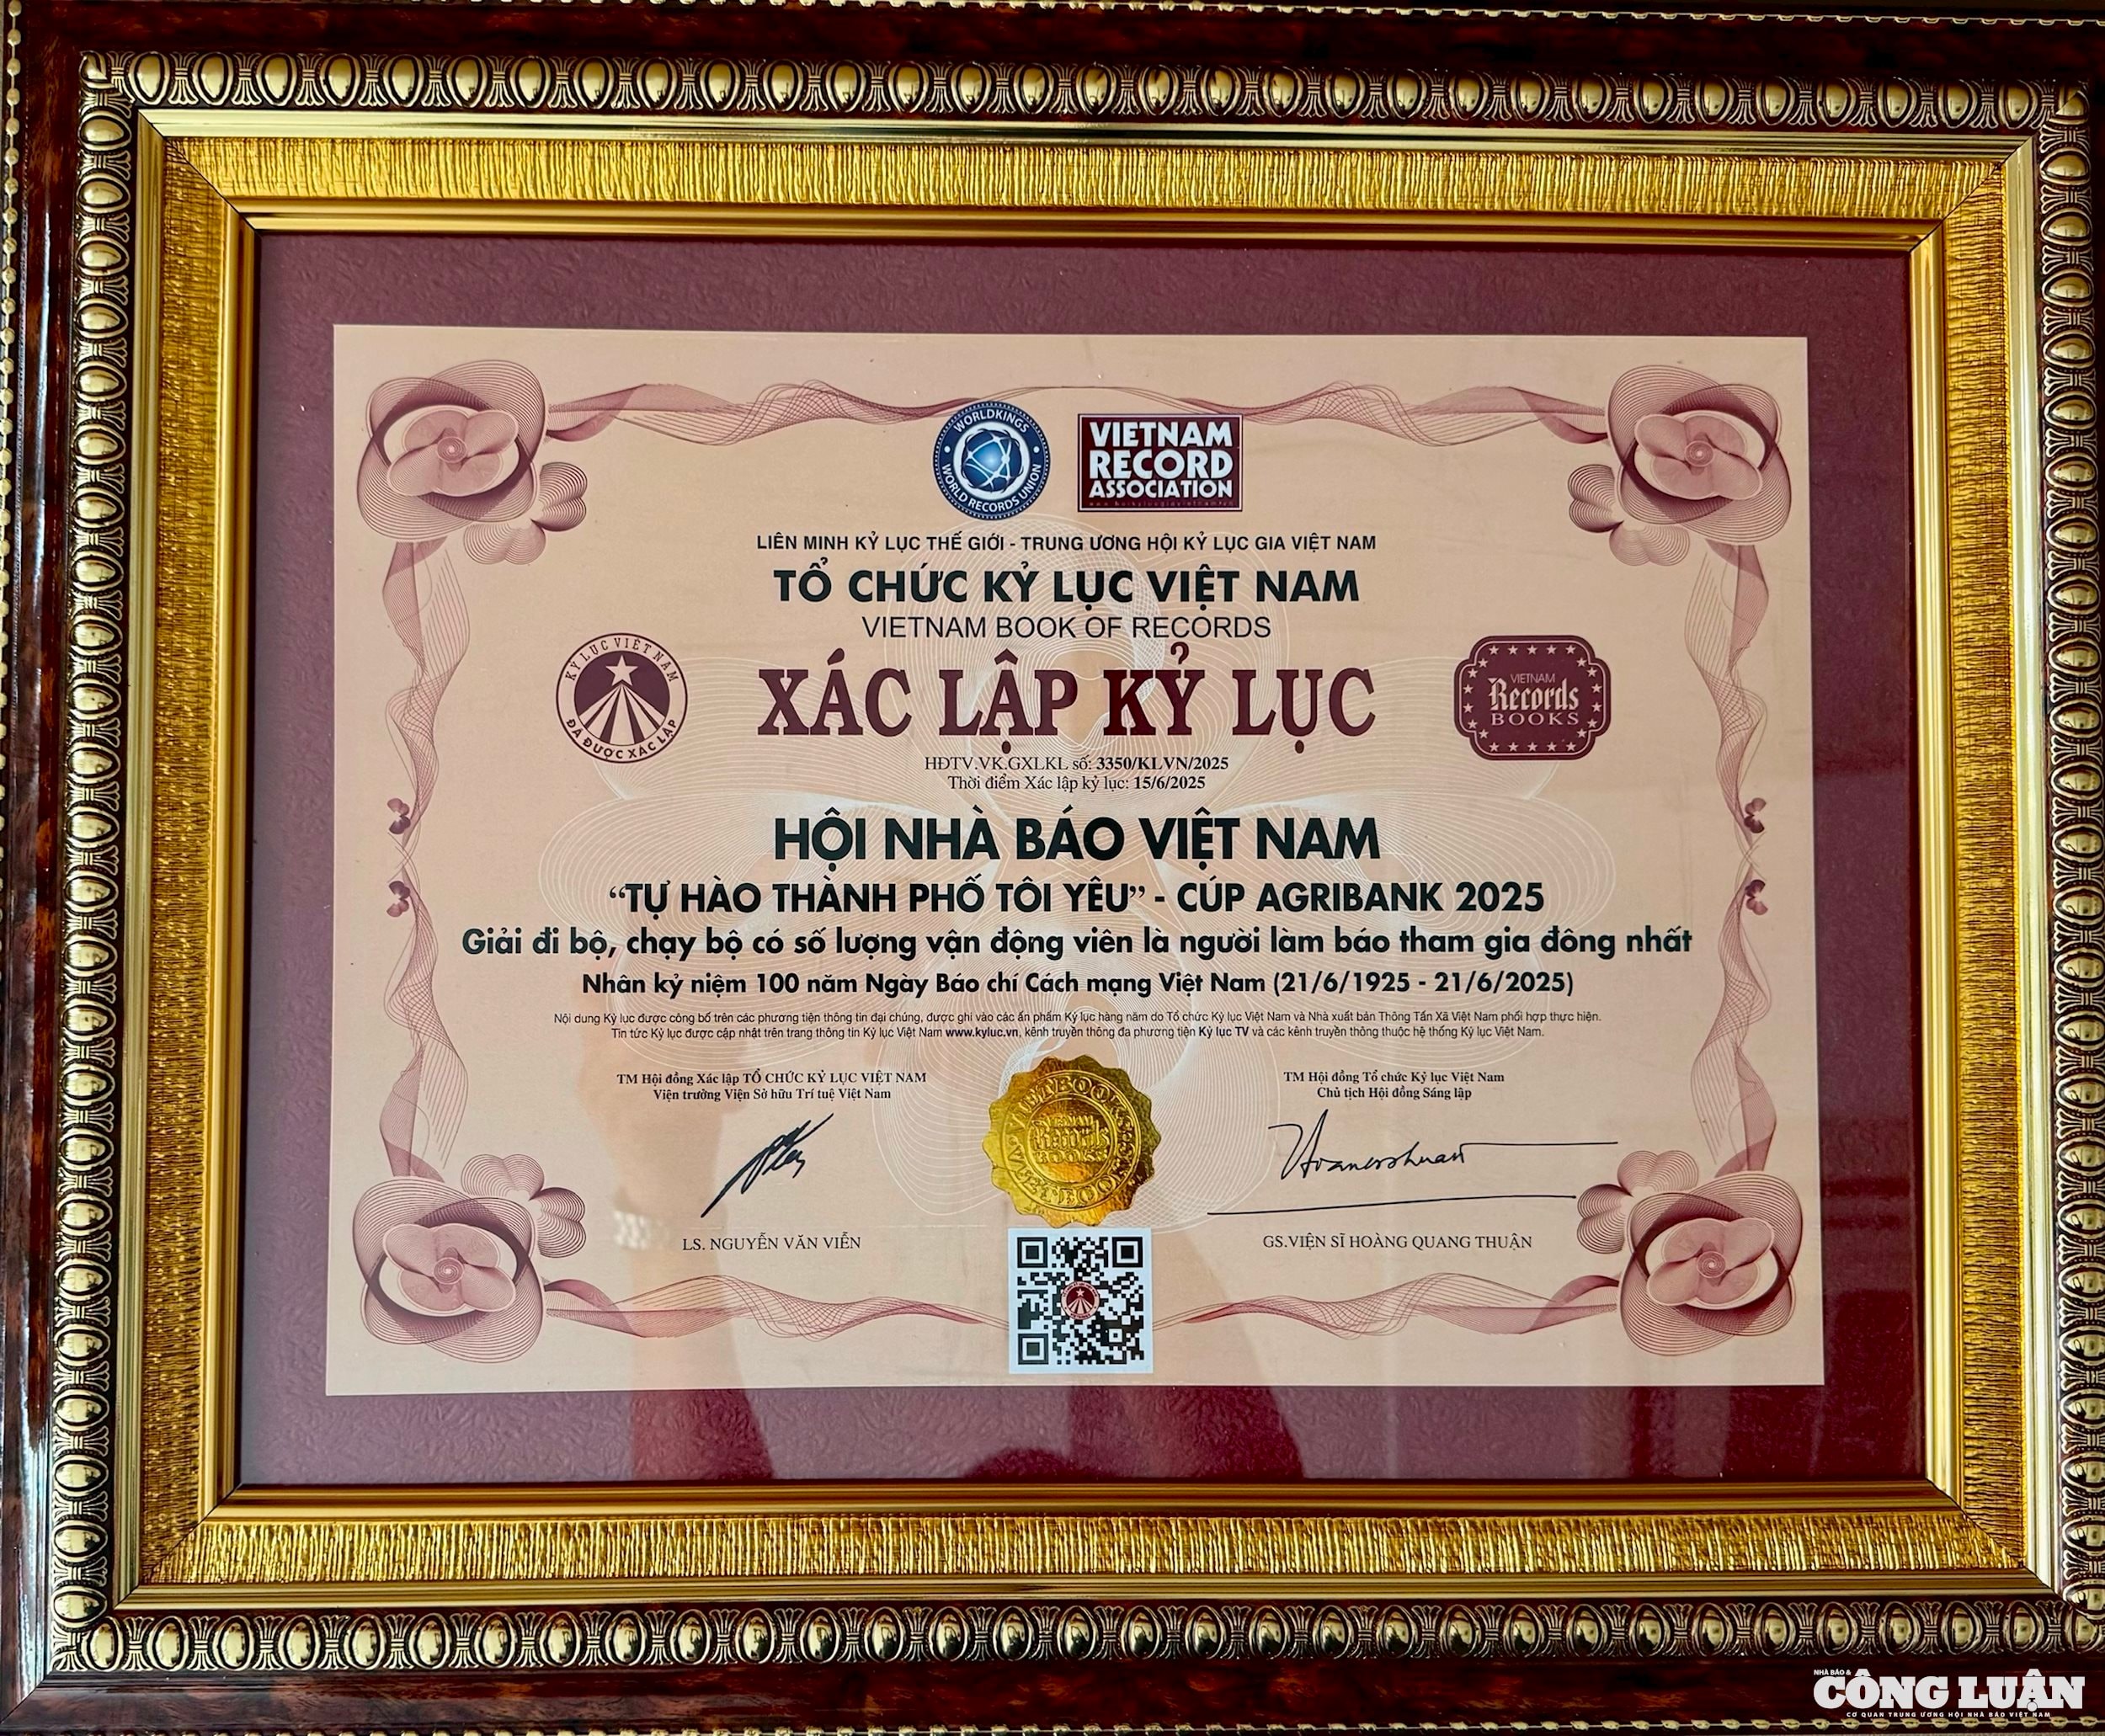 WORLDKINGS
WORLD RECORDS UNION
VIETNAM
RECORD
ASSOCIATION
LIÊN MINH KỶ LỤC THẾ GIỚI - TRUNG ƯƠNG HỘI KỶ LỤC GIA VIỆT NAM
TỔ CHỨC KỶ LỤC VIỆT NAM
VIETNAM BOOK OF RECORDS
KỶ LỤC VIỆT NAM
ĐÃ ĐƯỢC XÁC LẬP
XÁC LẬP KỶ LỤC
VIETNAM
Records
BOOKS
HĐTV.VK.GXLKL số: 3350/KLVN/2025
Thời điểm Xác lập kỷ lục: 15/6/2025
HỘI NHÀ BÁO VIỆT NAM
“TỰ HÀO THÀNH PHỐ TÔI YÊU” - CÚP AGRIBANK 2025
Giải đi bộ, chạy bộ có số lượng vận động viên là người làm báo tham gia đông nhất
Nhân kỷ niệm 100 năm Ngày Báo chí Cách mạng Việt Nam (21/6/1925 - 21/6/2025)
Nội dung Kỷ lục được công bố trên các phương tiện thông tin đại chúng, được ghi vào các ấn phẩm Kỷ lục hàng năm do Tổ chức Kỷ lục Việt Nam và Nhà xuất bản Thông Tấn Xã Việt Nam phối hợp thực hiện.
Tin tức Kỷ lục được cập nhật trên trang thông tin Kỷ lục Việt Nam www.kyluc.vn, kênh truyền thông đa phương tiện Kỷ lục TV và các kênh truyền thông thuộc hệ thống Kỷ lục Việt Nam.
TM Hội đồng Xác lập TỔ CHỨC KỶ LỤC VIỆT NAM
Viện trưởng Viện Sở hữu Trí tuệ Việt Nam
TM Hội đồng Tổ chức Kỷ lục Việt Nam
Chủ tịch Hội đồng Sáng lập
VIETBOOKS
Records
BOOKS
LS. NGUYỄN VĂN VIỄN
GS.VIỆN SĨ HOÀNG QUANG THUẬN
NHÀ BÁO &
CÔNG LUẬN
CƠ QUAN TRUNG ƯƠNG HỘI NHÀ BÁO VIỆT NAM